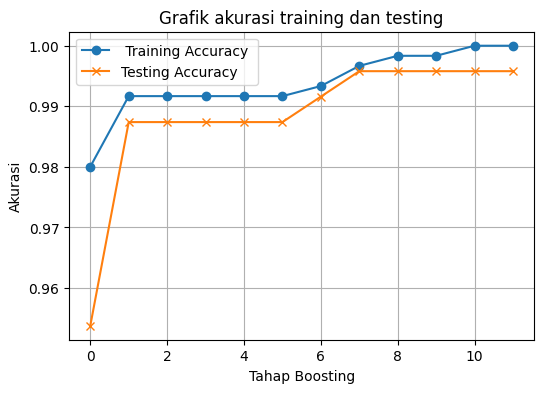 Grafik akurasi training dan testing
Training Accuracy
Testing Accuracy
1.00
0.99
0.98
0.97
0.96
Akurasi
0 2 4 6 8 10
Tahap Boosting